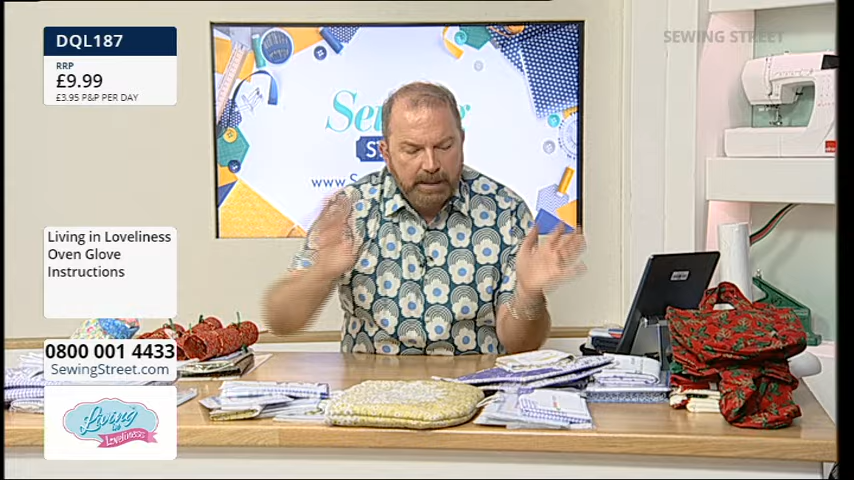 DQL187
RRP
£9.99
£3.95 P&P PER DAY
SEWING STREET
www.S
Living in Loveliness
Oven Glove
Instructions
0800 001 4433
SewingStreet.com
Living
in
Loveliness